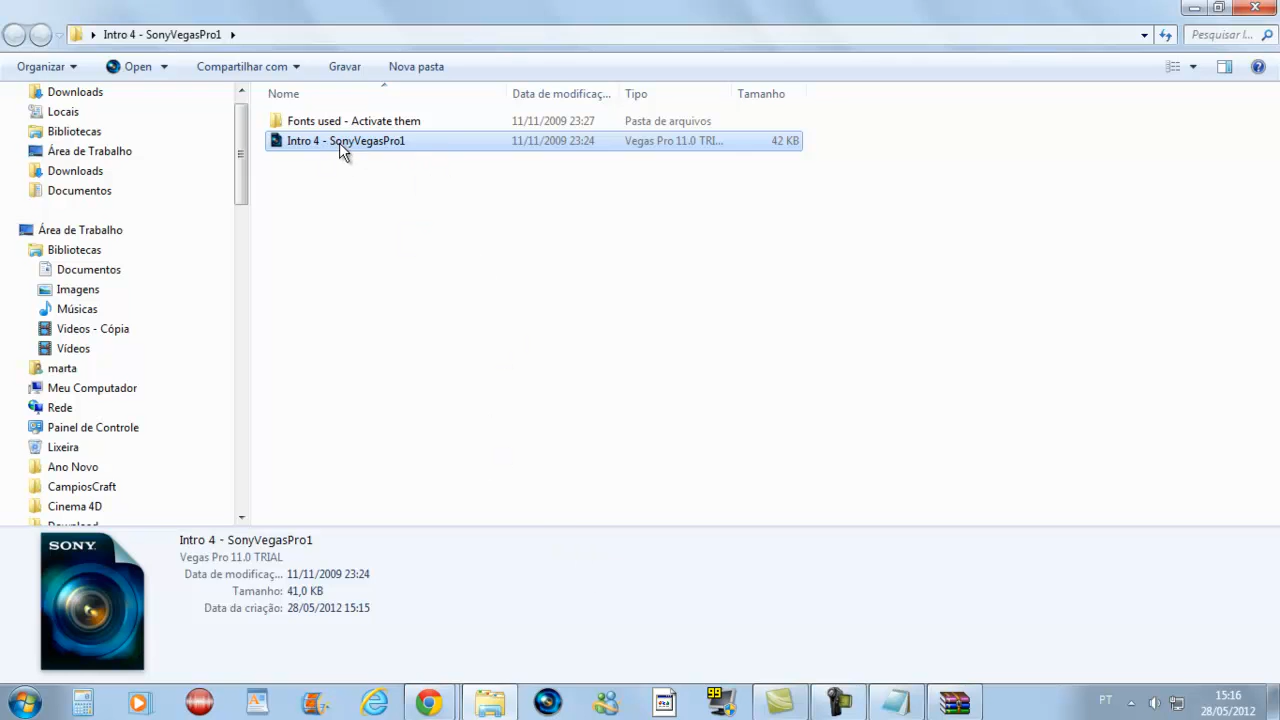 Intro 4 - SonyVegasPro1
Pesquisar I...
Organizar
Open
Compartilhar com
Gravar
Nova pasta
Nome
Data de modificaç...
Tipo
Tamanho
Fonts used - Activate them
11/11/2009 23:27
Pasta de arquivos
Intro 4 - SonyVegasPro1
11/11/2009 23:24
Vegas Pro 11.0 TRI...
42 KB
Downloads
Locais
Bibliotecas
Área de Trabalho
Downloads
Documentos
Área de Trabalho
Bibliotecas
Documentos
Imagens
Músicas
Videos - Cópia
Vídeos
marta
Meu Computador
Rede
Painel de Controle
Lixeira
Ano Novo
CampiosCraft
Cinema 4D
Download
SONY
Intro 4 - SonyVegasPro1
Vegas Pro 11.0 TRIAL
Data de modificaç... 11/11/2009 23:24
Tamanho: 41,0 KB
Data da criação: 28/05/2012 15:15
99
PT
15:16
28/05/2012